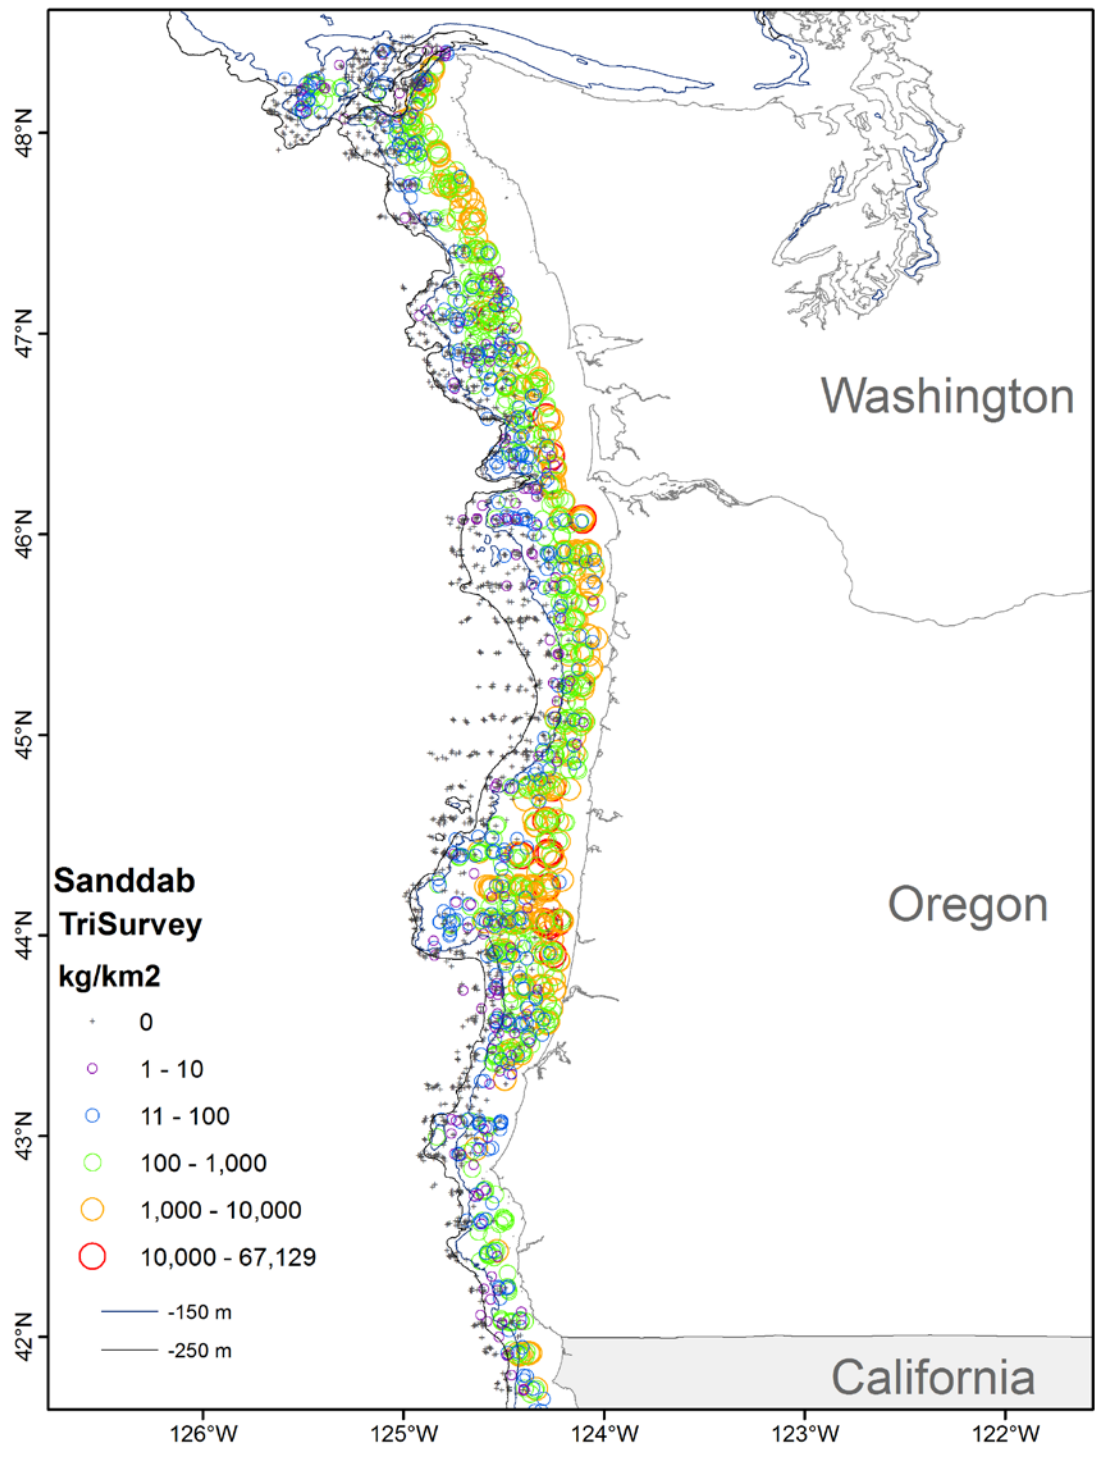 48°N
47°N
46°N
45°N
44°N
43°N
42°N
Washington
Oregon
California
Sanddab
TriSurvey
kg/km2
0
1 - 10
11 - 100
100 - 1,000
1,000 - 10,000
10,000 - 67,129
-150 m
-250 m
126°W
125°W
124°W
123°W
122°W